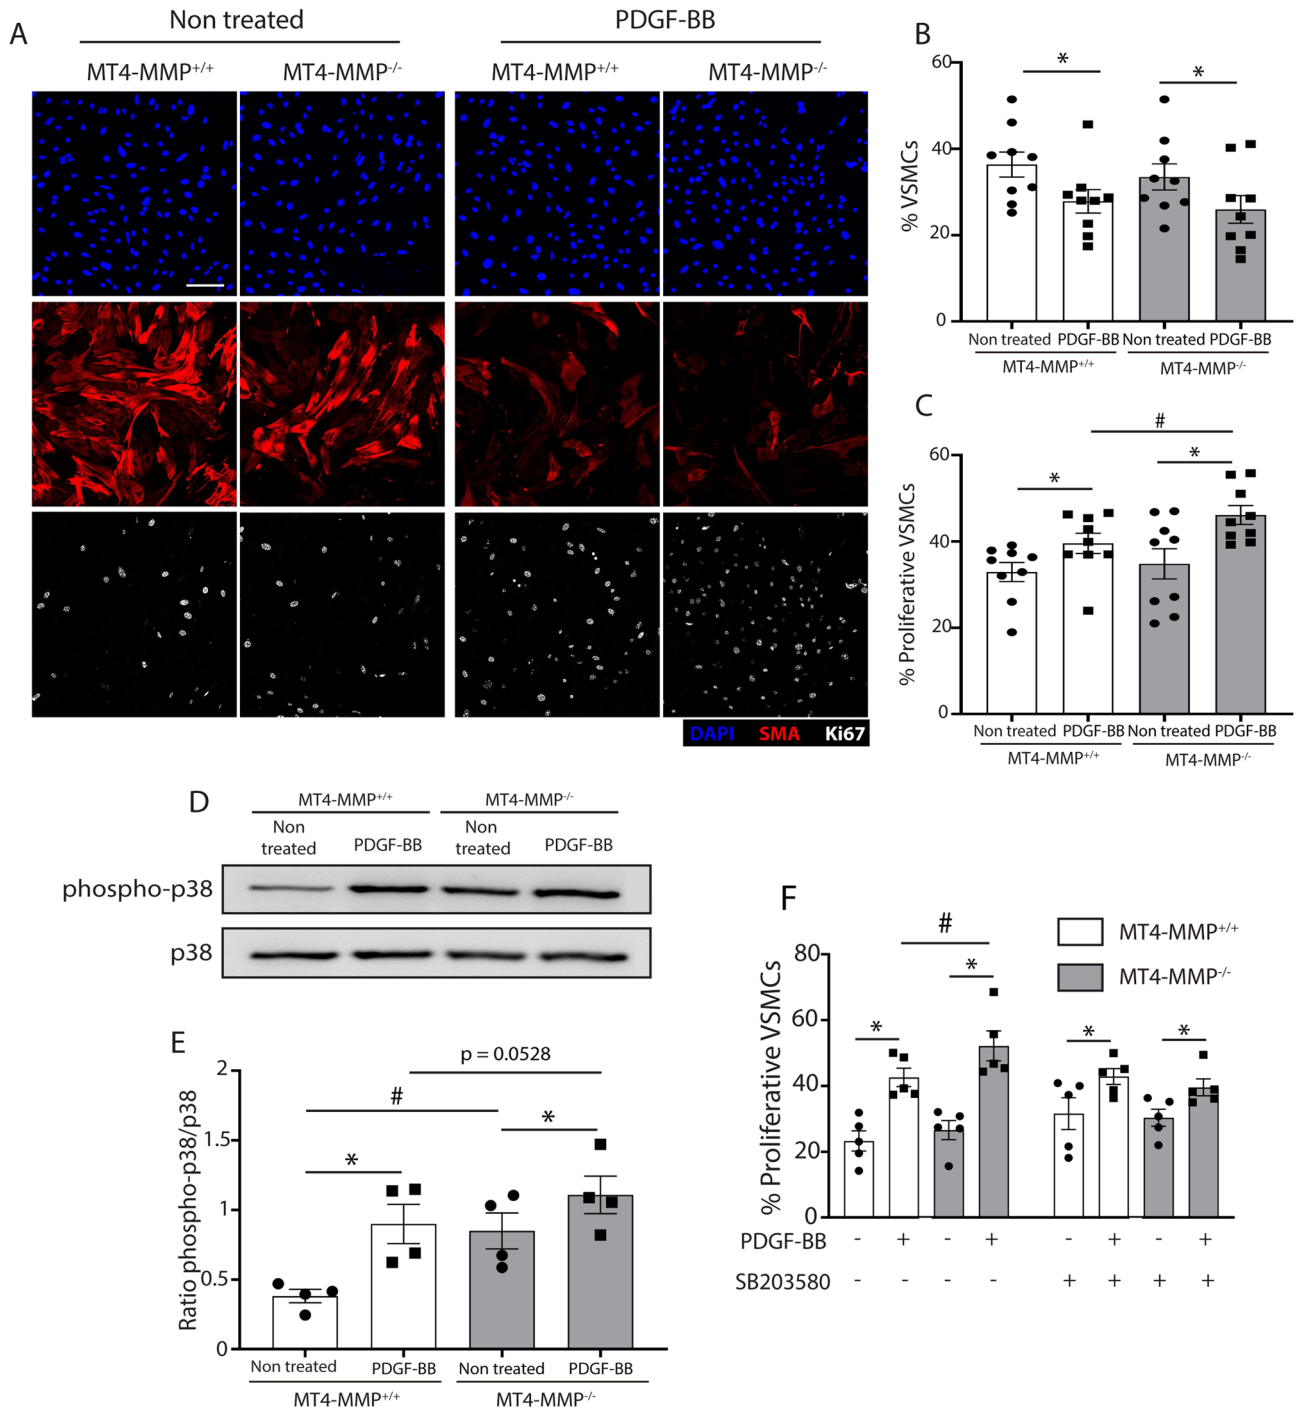 A
Non treated
PDGF-BB
MT4-MMP+/+
MT4-MMP-/-
MT4-MMP+/+
MT4-MMP-/-
DAPI SMA Ki67
B
% VSMCs
60
40
20
0
*
*
Non treated PDGF-BB Non treated PDGF-BB
MT4-MMP+/+
MT4-MMP-/-
C
% Proliferative VSMCs
60
40
20
0
#
*
*
Non treated PDGF-BB Non treated PDGF-BB
MT4-MMP+/+
MT4-MMP-/-
D
MT4-MMP+/+
MT4-MMP-/-
Non
treated
PDGF-BB
Non
treated
PDGF-BB
phospho-p38
p38
E
Ratio phospho-p38/p38
2
1.5
1
0.5
0
p = 0.0528
#
*
*
Non treated PDGF-BB Non treated PDGF-BB
MT4-MMP+/+
MT4-MMP-/-
F
MT4-MMP+/+
MT4-MMP-/-
% Proliferative VSMCs
80
60
40
20
0
#
*
*
*
*
PDGF-BB - + - + - + - +
SB203580 - - - - + + + +